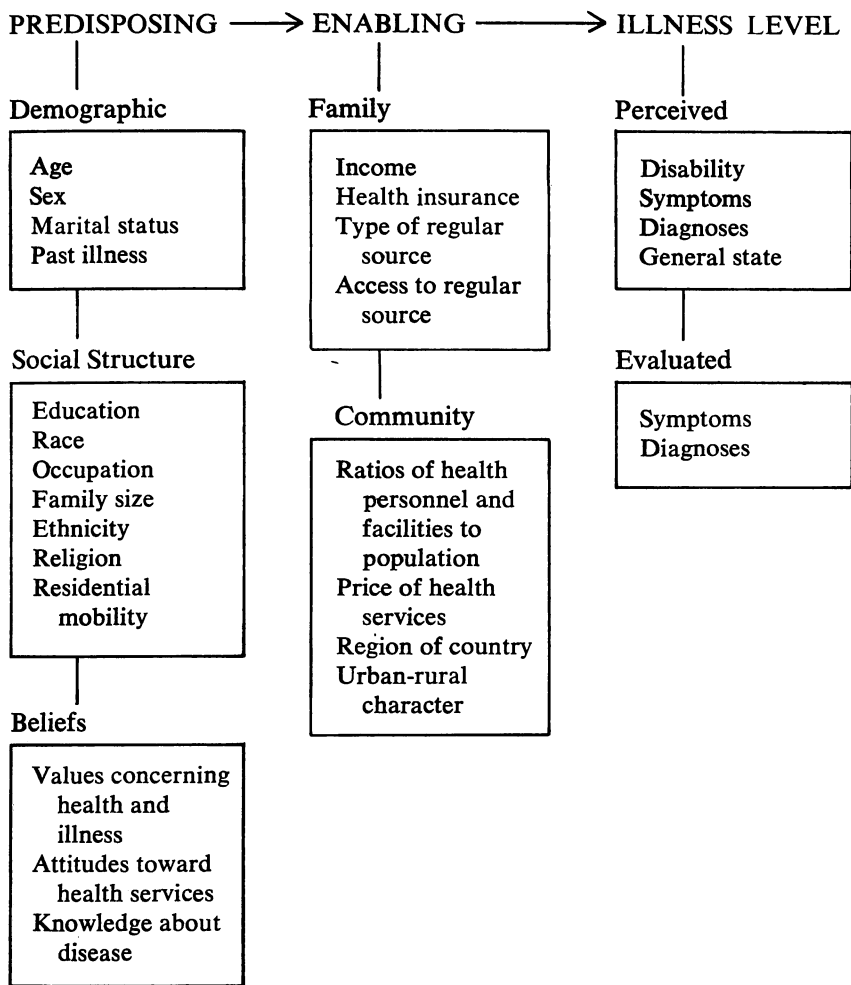 PREDISPOSING
ENABLING
ILLNESS LEVEL
Demographic
Age
Sex
Marital status
Past illness
Social Structure
Education
Race
Occupation
Family size
Ethnicity
Religion
Residential
mobility
Beliefs
Values concerning
health and
illness
Attitudes toward
health services
Knowledge about
disease
Family
Income
Health insurance
Type of regular
source
Access to regular
source
Community
Ratios of health
personnel and
facilities to
population
Price of health
services
Region of country
Urban-rural
character
Perceived
Disability
Symptoms
Diagnoses
General state
Evaluated
Symptoms
Diagnoses